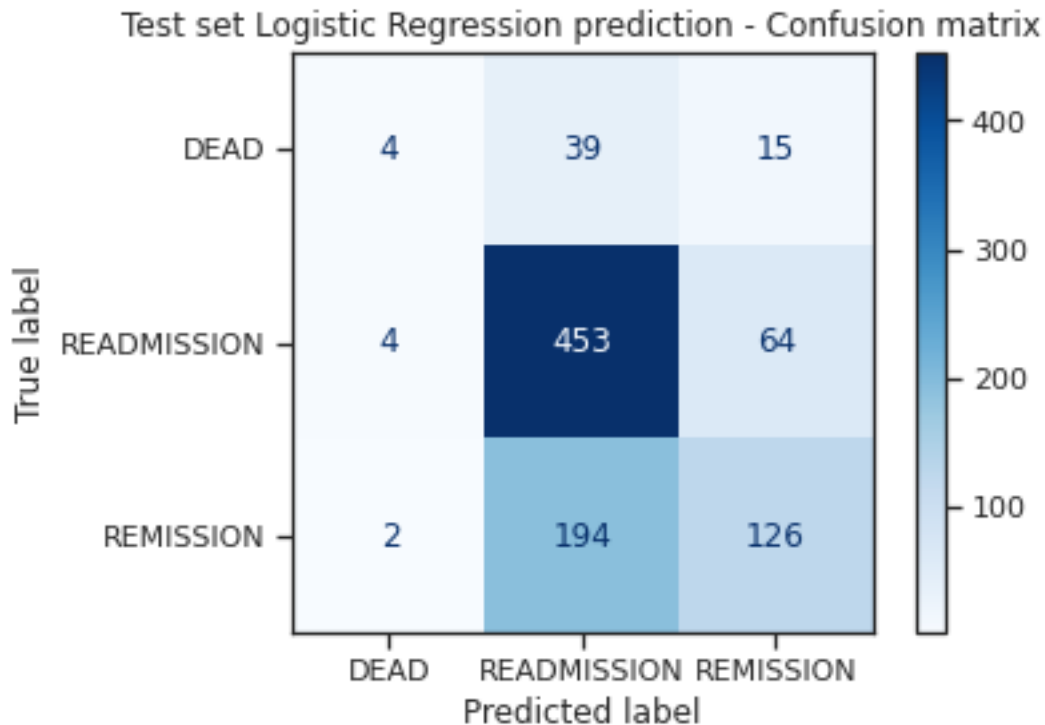 Test set Logistic Regression prediction - Confusion matrix
DEAD 4 39 15
READMISSION 4 453 64
REMISSION 2 194 126
DEAD READMISSION REMISSION
Predicted label
True label
400
300
200
100